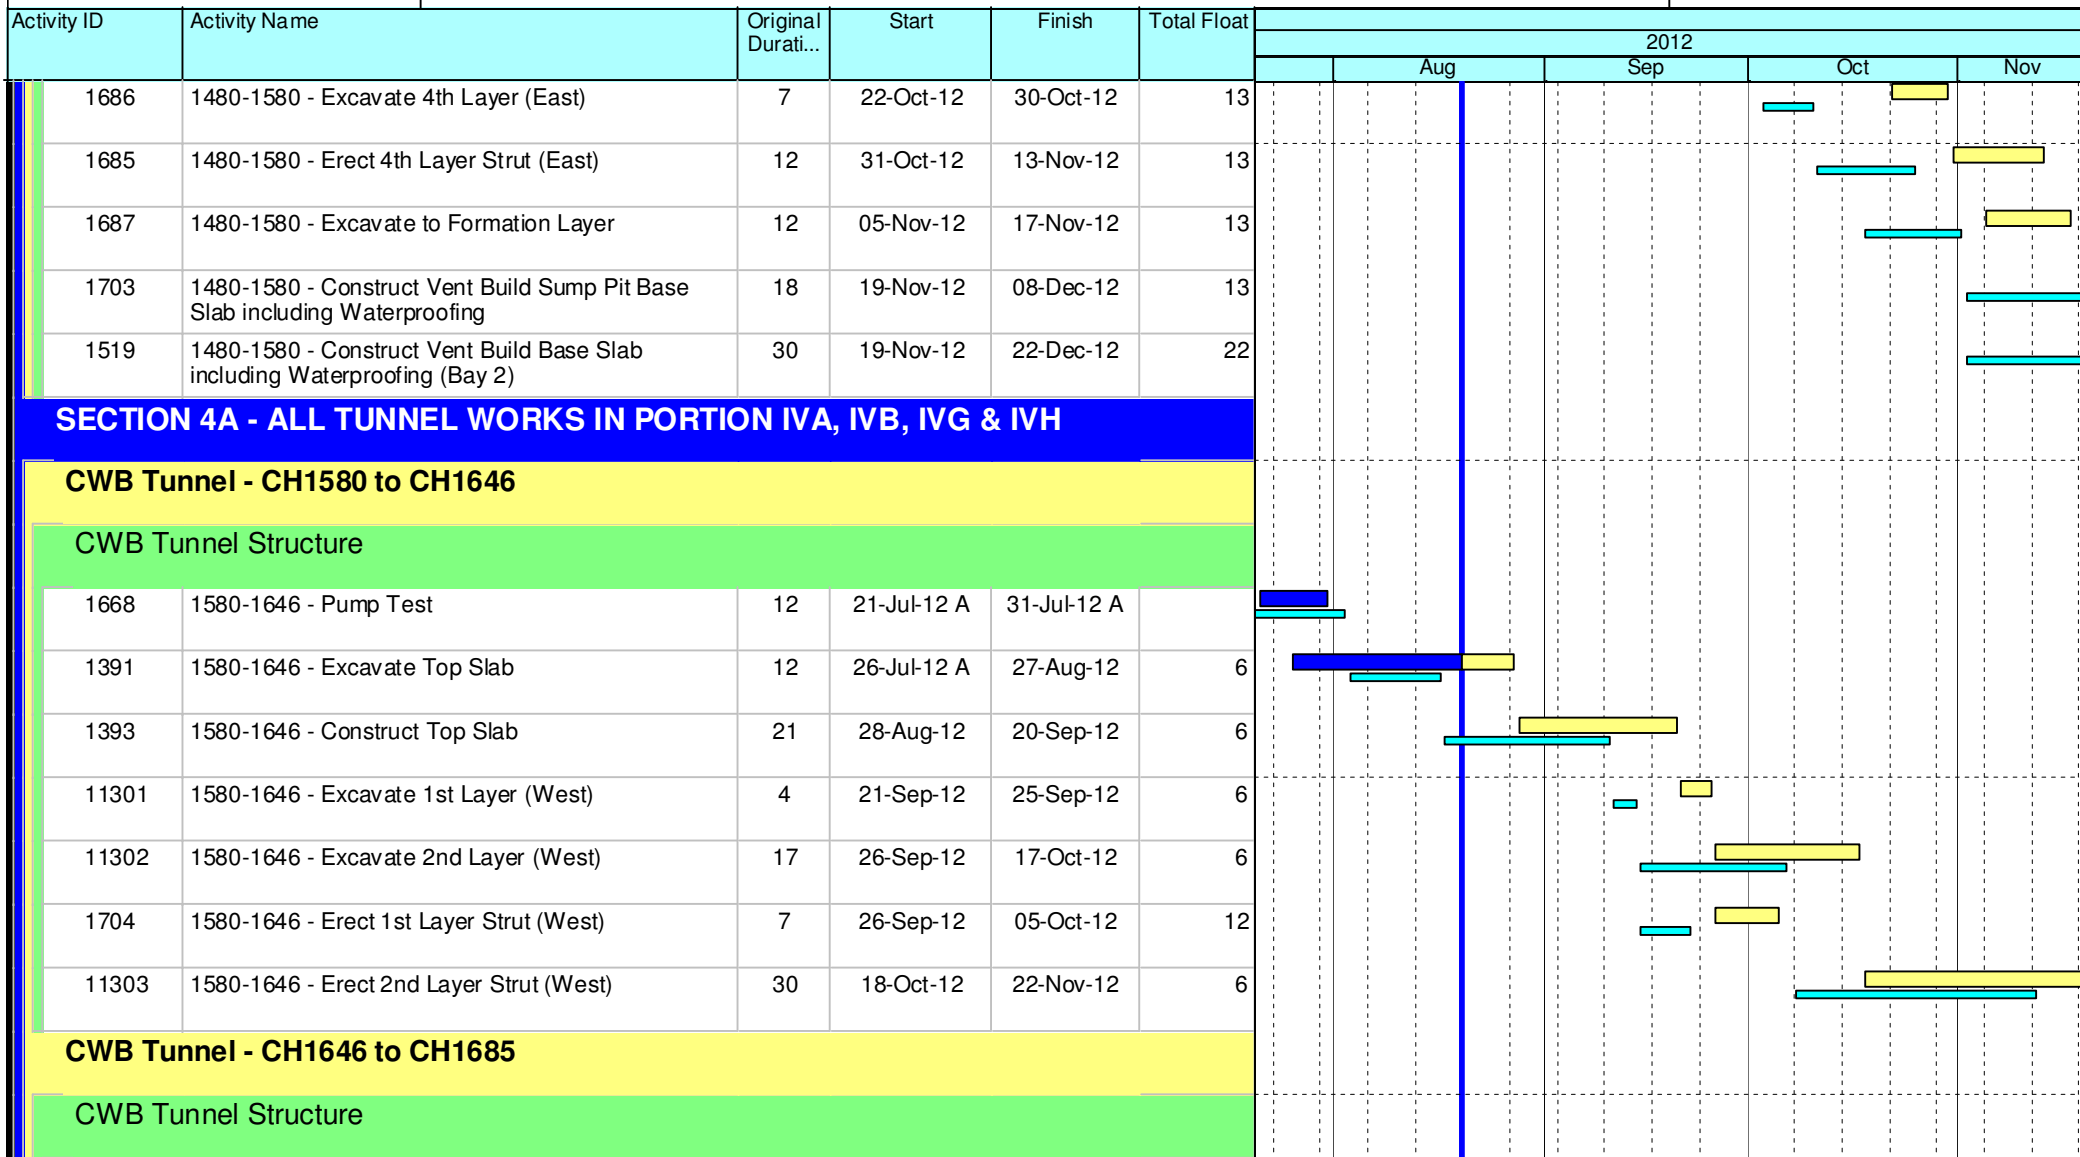 Activity ID Activity Name Original Start Finish Total Float
Durati...
2012
Aug Sep Oct Nov
1686 1480-1580 - Excavate 4th Layer (East) 7 22-Oct-12 30-Oct-12 13
1685 1480-1580 - Erect 4th Layer Strut (East) 12 31-Oct-12 13-Nov-12 13
1687 1480-1580 - Excavate to Formation Layer 12 05-Nov-12 17-Nov-12 13
1703 1480-1580 - Construct Vent Build Sump Pit Base 18 19-Nov-12 08-Dec-12 13
Slab including Waterproofing
1519 1480-1580 - Construct Vent Build Base Slab 30 19-Nov-12 22-Dec-12 22
including Waterproofing (Bay 2)
SECTION 4A - ALL TUNNEL WORKS IN PORTION IVA, IVB, IVG & IVH
CWB Tunnel - CH1580 to CH1646
CWB Tunnel Structure
1668 1580-1646 - Pump Test 12 21-Jul-12 A 31-Jul-12 A
1391 1580-1646 - Excavate Top Slab 12 26-Jul-12 A 27-Aug-12 6
1393 1580-1646 - Construct Top Slab 21 28-Aug-12 20-Sep-12 6
11301 1580-1646 - Excavate 1st Layer (West) 4 21-Sep-12 25-Sep-12 6
11302 1580-1646 - Excavate 2nd Layer (West) 17 26-Sep-12 17-Oct-12 6
1704 1580-1646 - Erect 1st Layer Strut (West) 7 26-Sep-12 05-Oct-12 12
11303 1580-1646 - Erect 2nd Layer Strut (West) 30 18-Oct-12 22-Nov-12 6
CWB Tunnel - CH1646 to CH1685
CWB Tunnel Structure